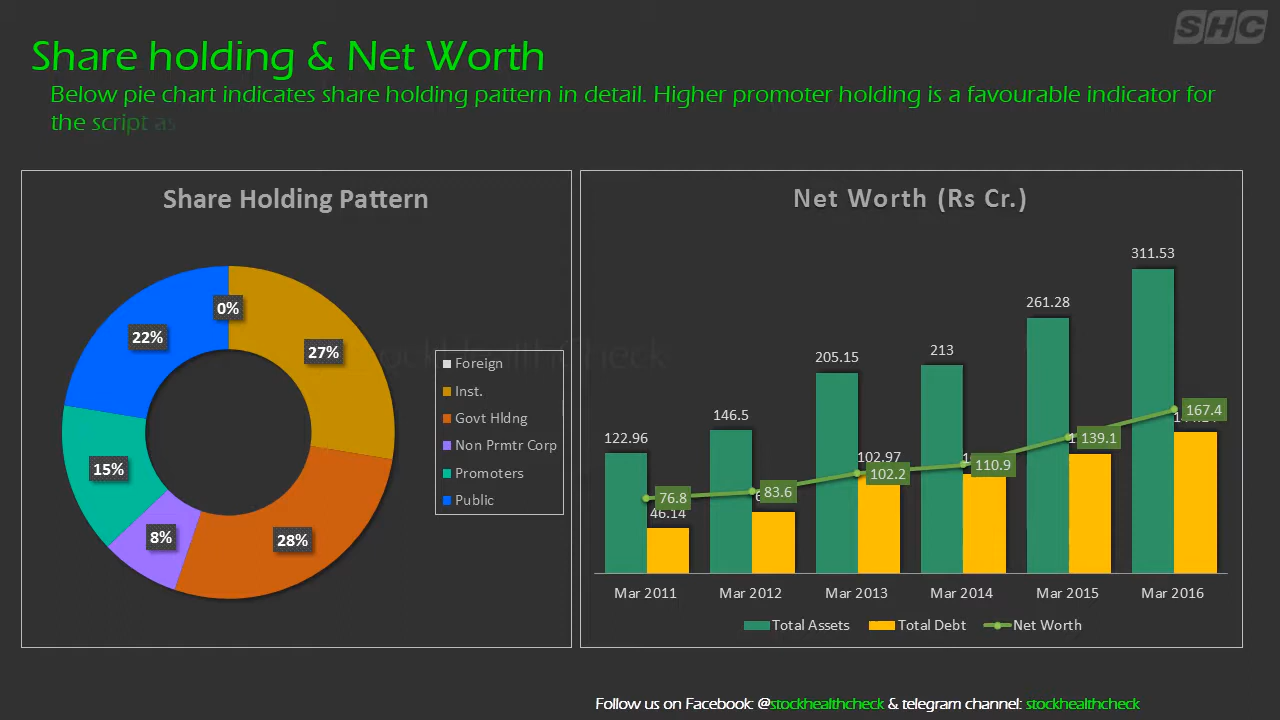 SHC
Share holding & Net Worth
Below pie chart indicates share holding pattern in detail. Higher promoter holding is a favourable indicator for
the script as
Share Holding Pattern
0%
27%
22%
15%
8%
28%
Foreign
Inst.
Govt Hldng
Non Prmtr Corp
Promoters
Public
Net Worth (Rs Cr.)
311.53
261.28
205.15
213
146.5
122.96
167.4
139.1
102.97
102.2
110.9
76.8
83.6
46.14
Mar 2011 Mar 2012 Mar 2013 Mar 2014 Mar 2015 Mar 2016
Total Assets Total Debt Net Worth
StockHealthCheck
Follow us on Facebook: @stockhealthcheck & telegram channel: stockhealthcheck